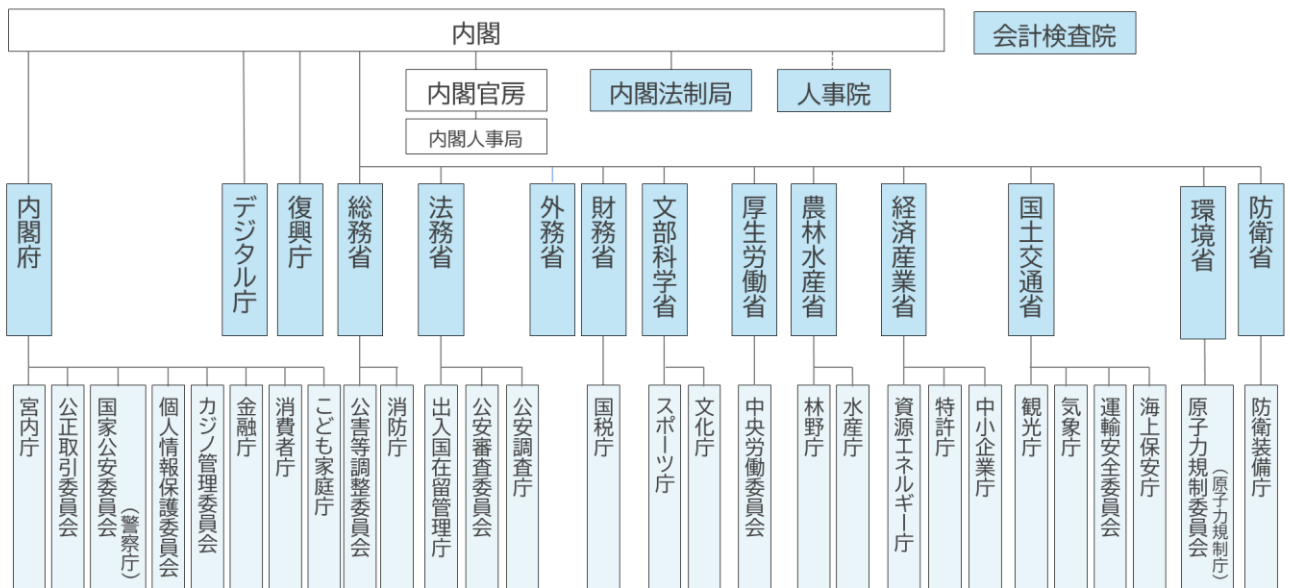 内閣
会計検査院
内閣官房
内閣法制局
人事院
内閣人事局
内閣府
デジタル庁
復興庁
総務省
法務省
外務省
財務省
文部科学省
厚生労働省
農林水産省
経済産業省
国土交通省
環境省
防衛省
宮内庁
公正取引委員会
国家公安委員会
（警察庁）
個人情報保護委員会
カジノ管理委員会
金融庁
消費者庁
こども家庭庁
公害等調整委員会
消防庁
出入国在留管理庁
公安審査委員会
公安調査庁
国税庁
スポーツ庁
文化庁
中央労働委員会
林野庁
水産庁
資源エネルギー庁
特許庁
中小企業庁
観光庁
気象庁
運輸安全委員会
海上保安庁
原子力規制委員会
（原子力規制庁）
防衛装備庁